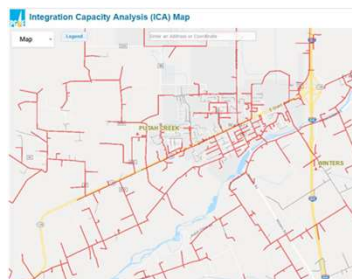 Integration Capacity Analysis (ICA) Map
Map
Legend
Enter an Address or Coordinate
PUTAH CREEK
WINTERS